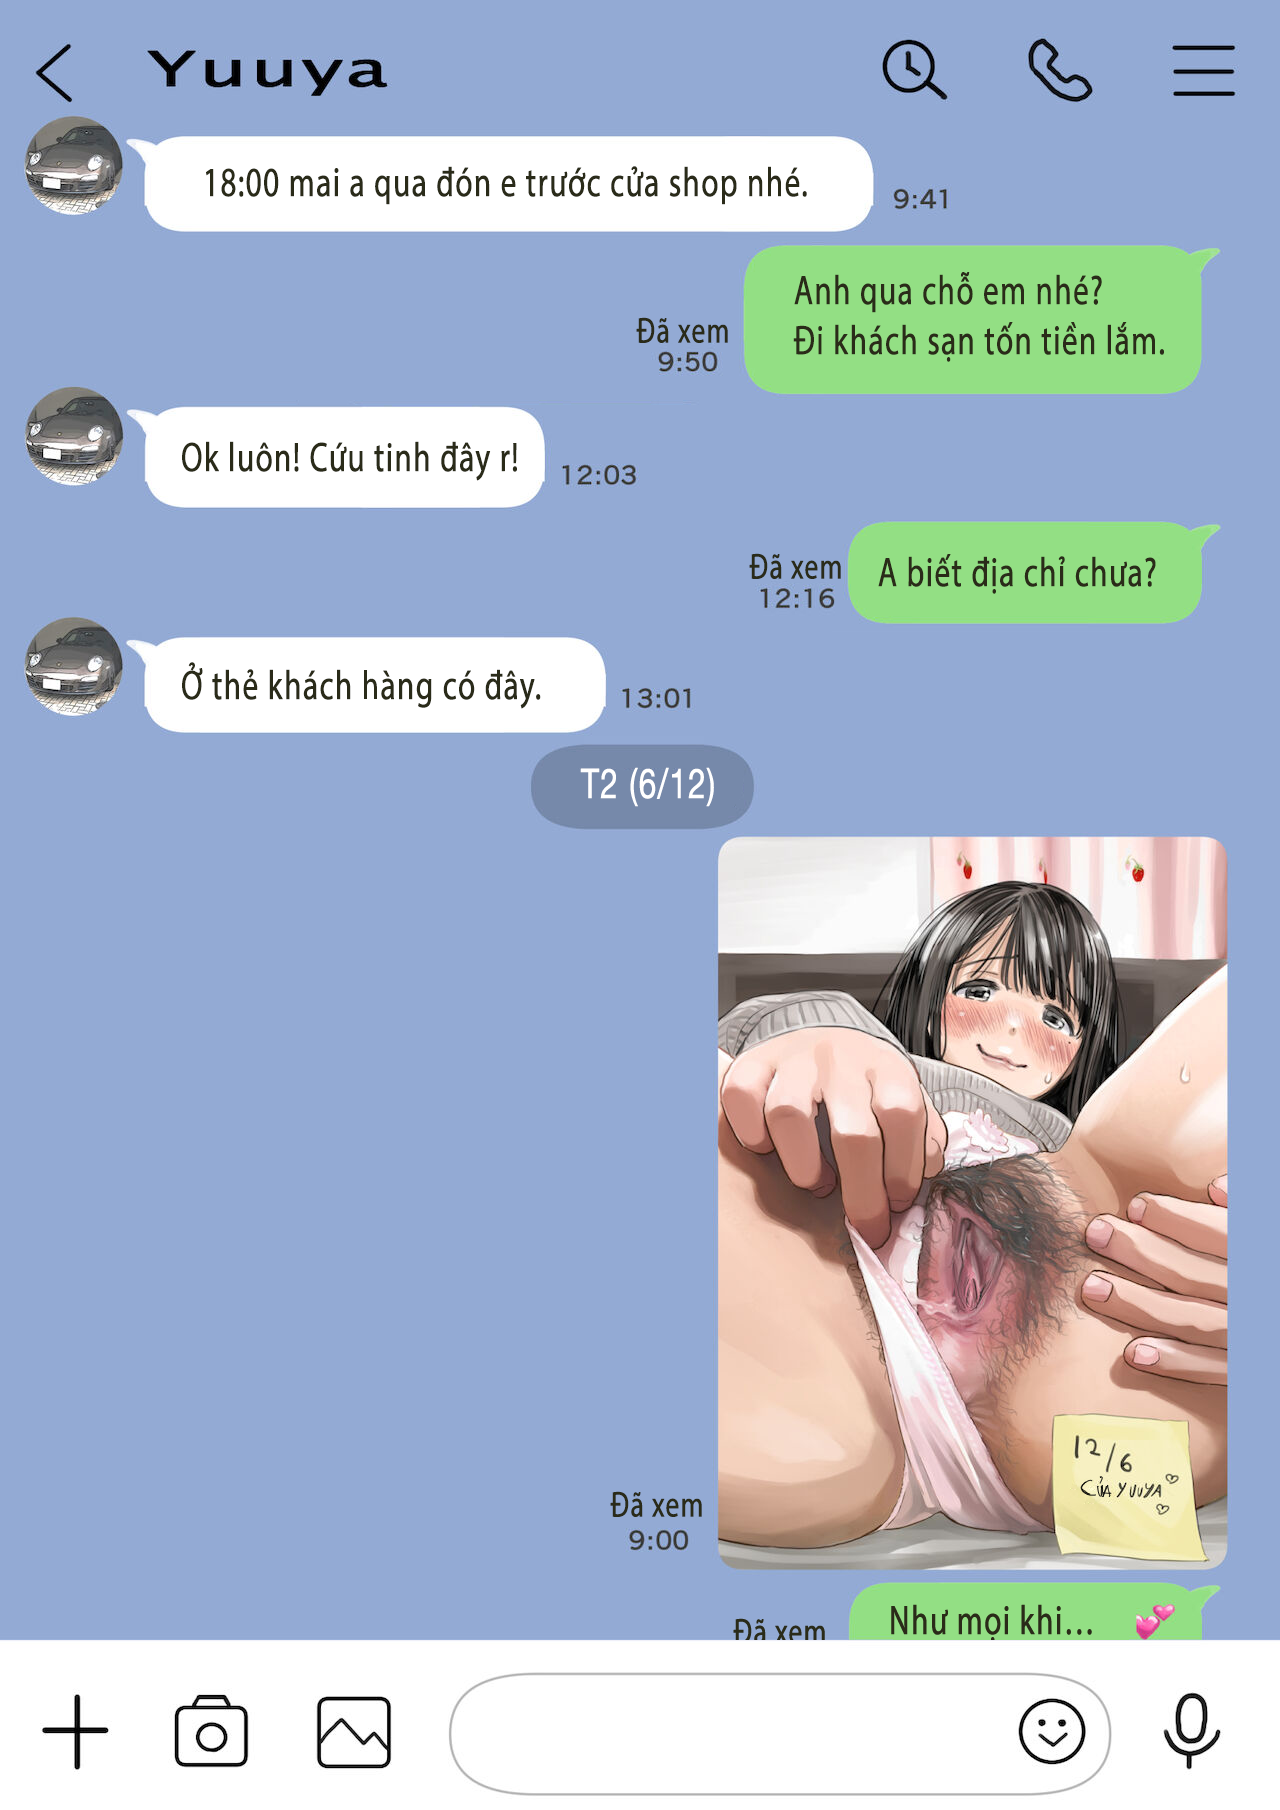 Yuuya
18:00 mai a qua đón e trước cửa shop nhé.
9:41
Anh qua chỗ em nhé?
Đi khách sạn tốn tiền lắm.
Đã xem
9:50
Ok luôn! Cứu tinh đây r!
12:03
A biết địa chỉ chưa?
Đã xem
12:16
Ở thẻ khách hàng có đây.
13:01
T2 (6/12)
12/6
CỦA YUUYA
Đã xem
9:00
Như mọi khi...
Đã xem